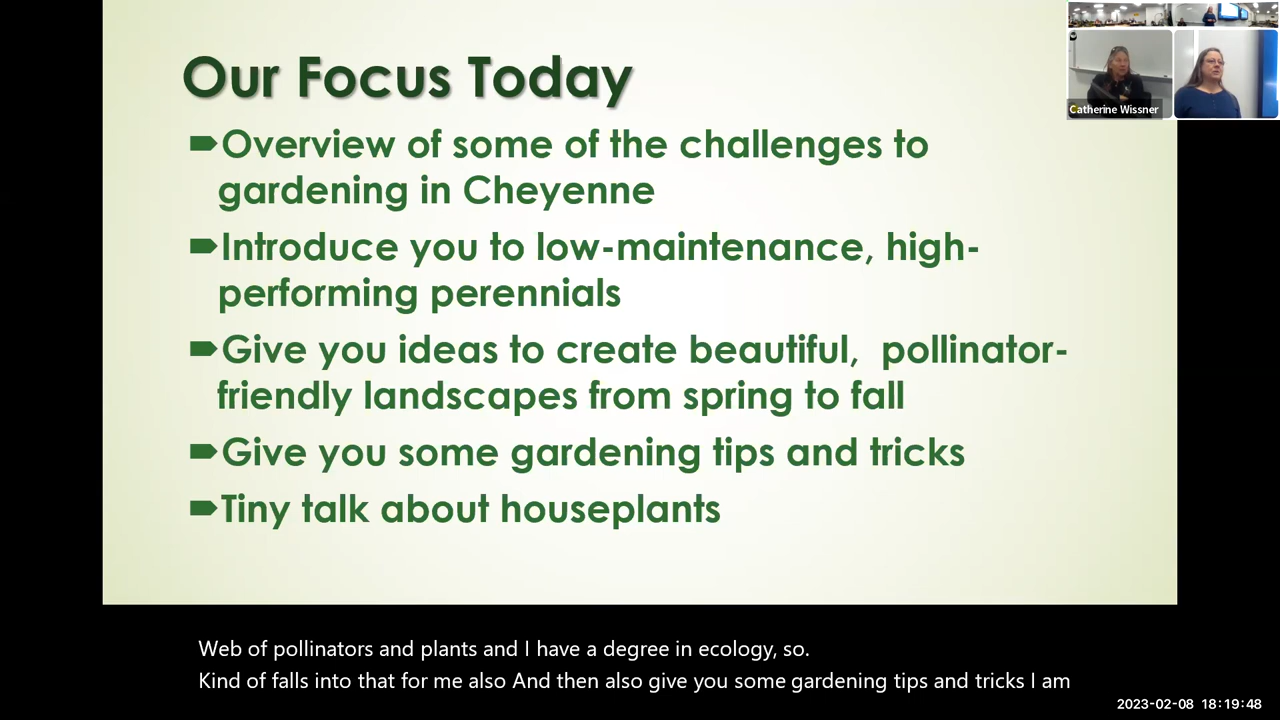 Our Focus Today
Overview of some of the challenges to
gardening in Cheyenne
Introduce you to low-maintenance, high-
performing perennials
Give you ideas to create beautiful,  pollinator-
friendly landscapes from spring to fall
Give you some gardening tips and tricks
Tiny talk about houseplants
Catherine Wissner
Web of pollinators and plants and I have a degree in ecology, so.
Kind of falls into that for me also And then also give you some gardening tips and tricks I am
2023-02-08 18:19:48